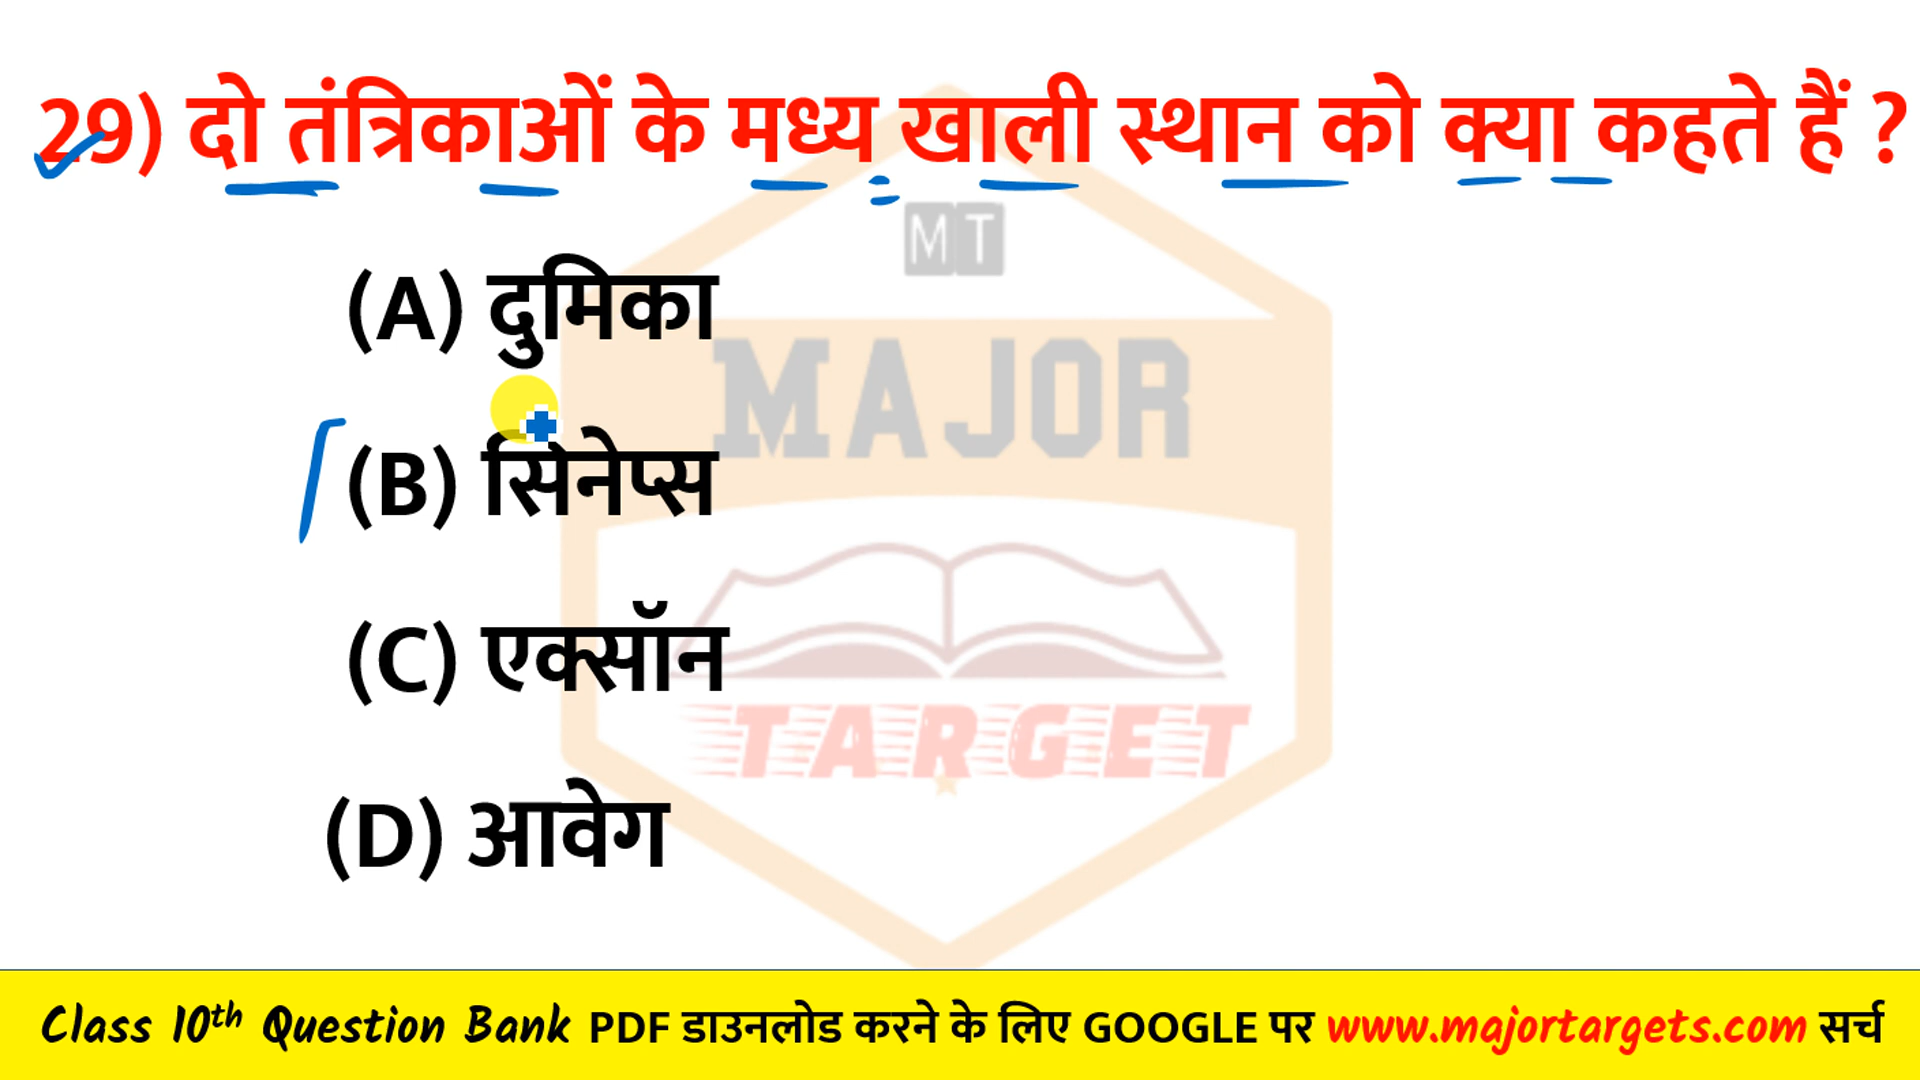 29) दो तंत्रिकाओं के मध्य खाली स्थान को क्या कहते हैं ?
MT
(A) दुमिका
MAJOR
(B) सिनेप्स
(C) एक्सॉन
TARGET
(D) आवेग
Class 10th Question Bank PDF डाउनलोड करने के लिए GOOGLE पर www.majortargets.com सर्च